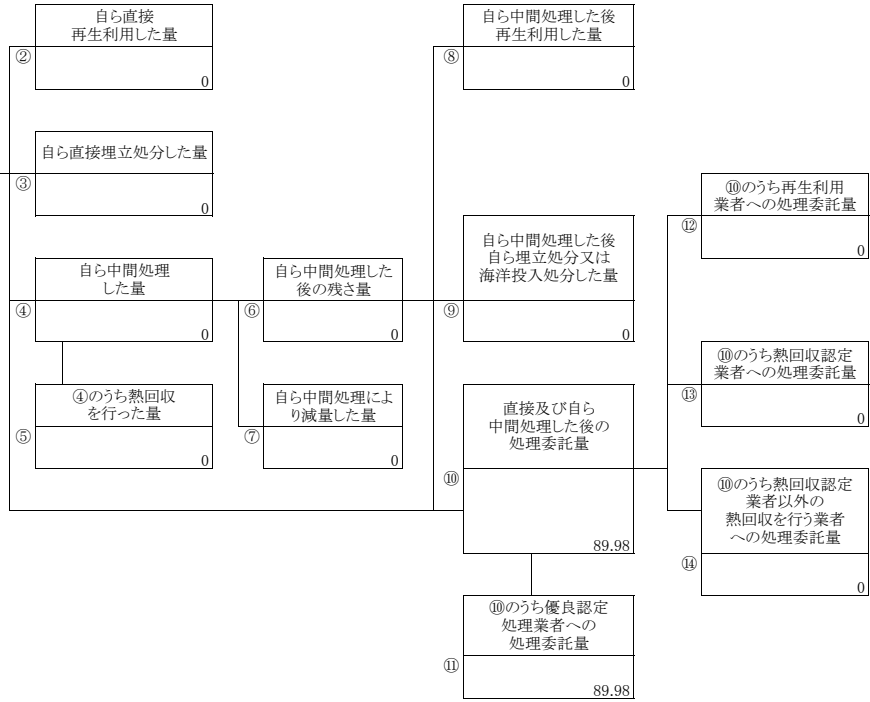 自ら直接
再生利用した量
②
0
自ら直接埋立処分した量
③
0
自ら中間処理
した量
④
0
④のうち熱回収
を行った量
⑤
0
自ら中間処理した
後の残さ量
⑥
0
自ら中間処理によ
り減量した量
⑦
0
自ら中間処理した後
再生利用した量
⑧
0
自ら中間処理した後
自ら埋立処分又は
海洋投入処分した量
⑨
0
直接及び自ら
中間処理した後の
処理委託量
⑩
89.98
⑩のうち優良認定
処理業者への
処理委託量
⑪
89.98
⑩のうち再生利用
業者への処理委託量
⑫
0
⑩のうち熱回収認定
業者への処理委託量
⑬
0
⑩のうち熱回収認定
業者以外の
熱回収を行う業者
への処理委託量
⑭
0